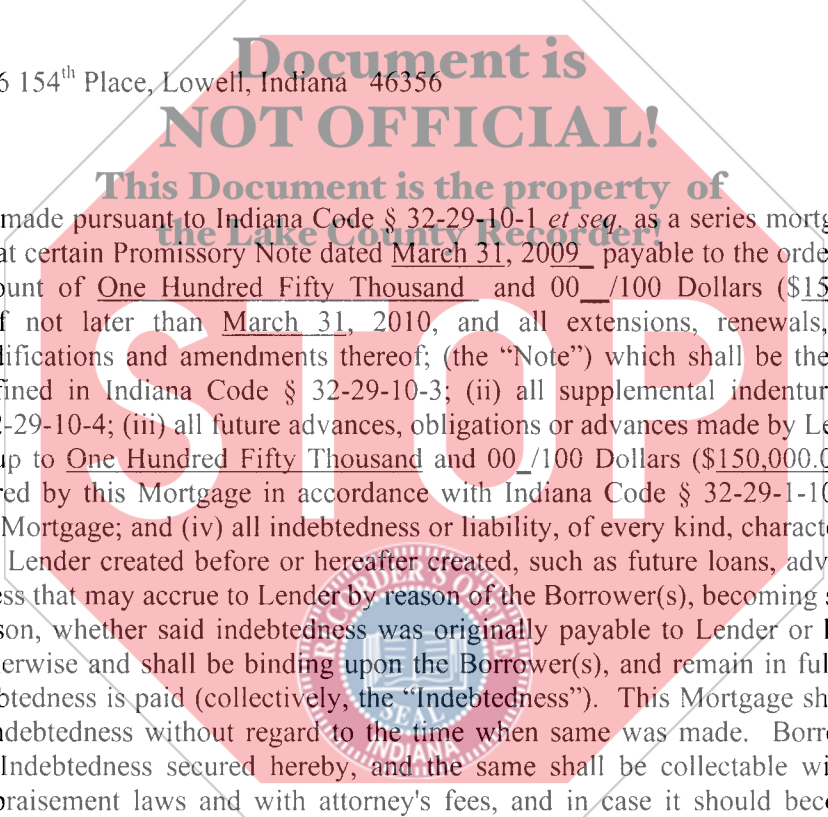 Document is
NOT OFFICIAL!
This Document is the property of
the Lake County Recorder!
STOP
6 154th Place, Lowell, Indiana 46356
made pursuant to Indiana Code § 32-29-10-1 et seq. as a series mortg
at certain Promissory Note dated March 31, 2009_ payable to the orde
ount of One Hundred Fifty Thousand and 00__/100 Dollars ($15
f not later than March 31, 2010, and all extensions, renewals,
difications and amendments thereof; (the “Note”) which shall be the
fined in Indiana Code § 32-29-10-3; (ii) all supplemental indentur
2-29-10-4; (iii) all future advances, obligations or advances made by Le
up to One Hundred Fifty Thousand and 00_/100 Dollars ($150,000.0
red by this Mortgage in accordance with Indiana Code § 32-29-1-10
Mortgage; and (iv) all indebtedness or liability, of every kind, characte
Lender created before or hereafter created, such as future loans, adv
ess that may accrue to Lender by reason of the Borrower(s), becoming s
son, whether said indebtedness was originally payable to Lender or h
erwise and shall be binding upon the Borrower(s), and remain in ful
btedness is paid (collectively, the “Indebtedness”). This Mortgage sh
ndebtedness without regard to the time when same was made. Borro
Indebtedness secured hereby, and the same shall be collectable wi
praisement laws and with attorney's fees, and in case it should beco
RECORDER'S OFFICE
SEAL
INDIANA